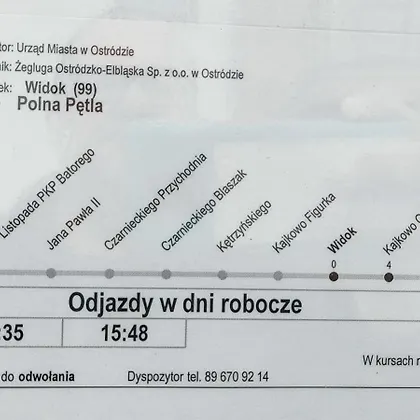 tor: Urząd Miasta w Ostródzie
nik: Żegluga Ostródzko-Elbląska Sp. z o.o. w Ostródzie
ek: Widok (99)
Polna Pętla
Listopada PKP Batorego
Jana Pawła II
Czarnieckiego Przychodnia
Czarnieckiego Blaszak
Kętrzyńskiego
Kajkowo Figurka
Widok
Kajkowo
0 4
Odjazdy w dni robocze
:35 15:48
W kursach
do odwołania Dyspozytor tel. 89 670 92 14